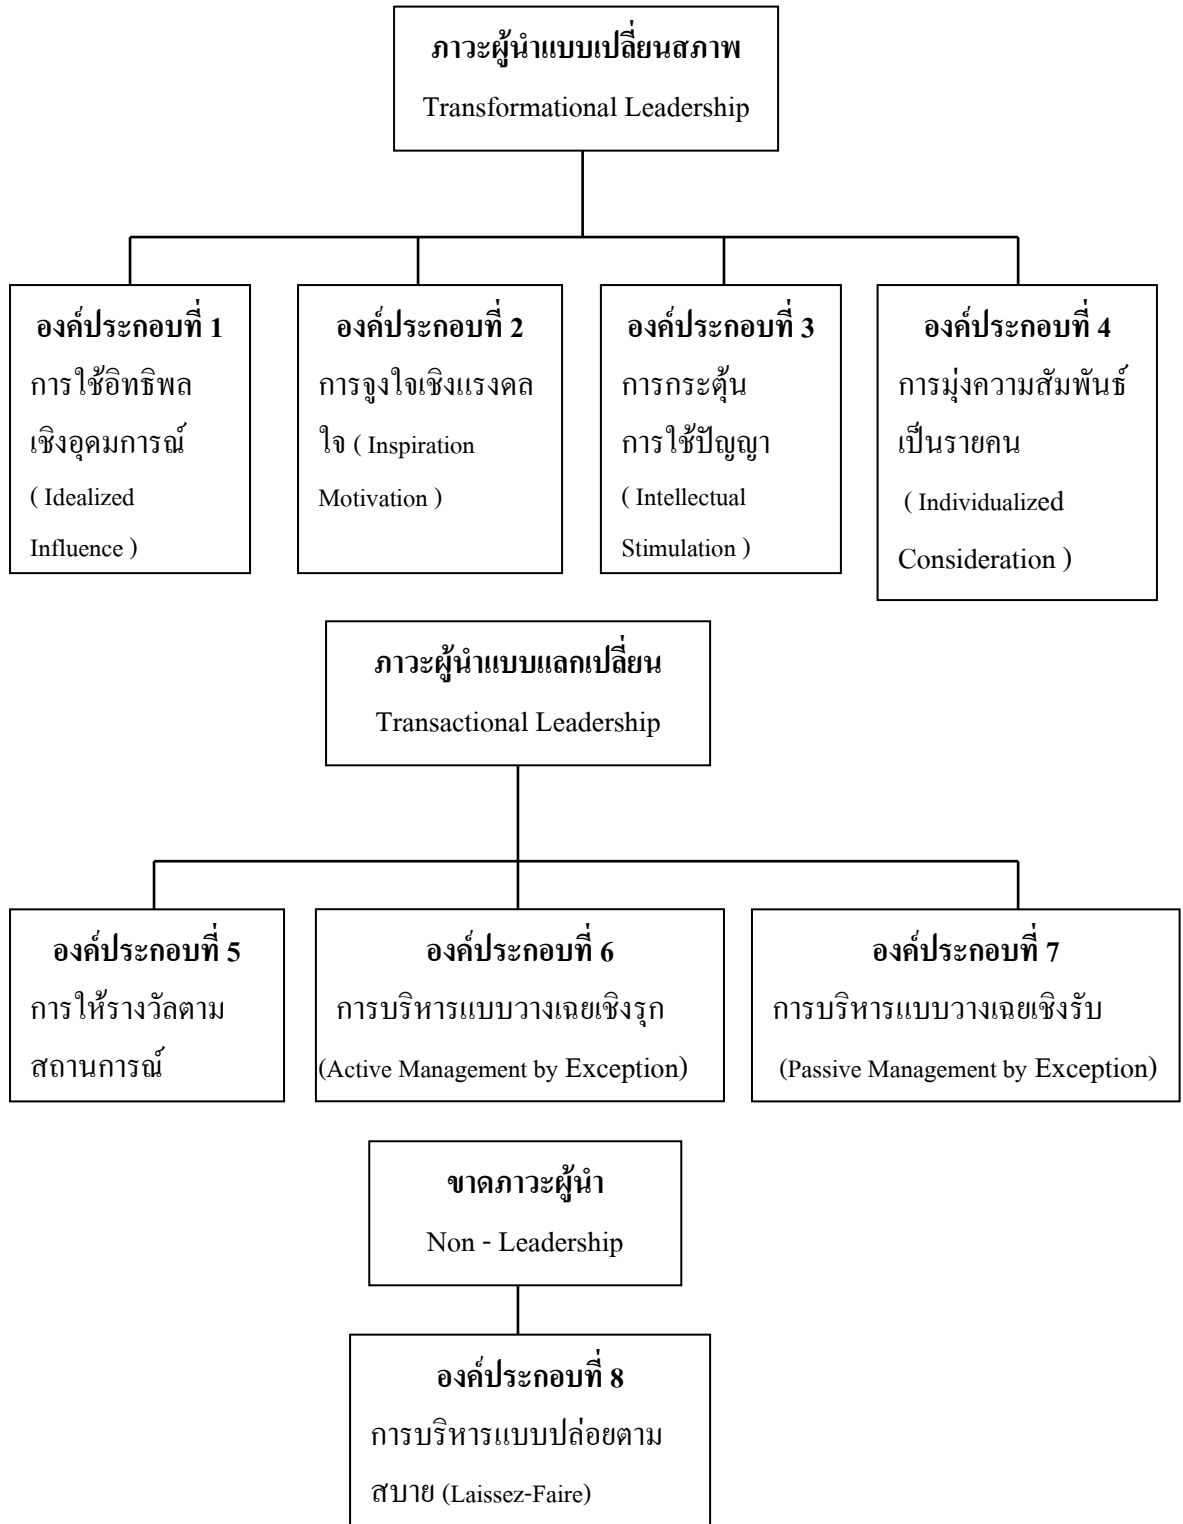 ภาวะผู้นำแบบเปลี่ยนสภาพ
Transformational Leadership
องค์ประกอบที่ 1
การใช้อิทธิพล
เชิงอุดมการณ์
( Idealized
Influence )
องค์ประกอบที่ 2
การจูงใจเชิงแรงดล
ใจ ( Inspiration
Motivation )
องค์ประกอบที่ 3
การกระตุ้น
การใช้ปัญญา
( Intellectual
Stimulation )
องค์ประกอบที่ 4
การมุ่งความสัมพันธ์
เป็นรายคน
( Individualized
Consideration )
ภาวะผู้นำแบบแลกเปลี่ยน
Transactional Leadership
องค์ประกอบที่ 5
การให้รางวัลตาม
สถานการณ์
องค์ประกอบที่ 6
การบริหารแบบวางเฉยเชิงรุก
(Active Management by Exception)
องค์ประกอบที่ 7
การบริหารแบบวางเฉยเชิงรับ
(Passive Management by Exception)
ขาดภาวะผู้นำ
Non - Leadership
องค์ประกอบที่ 8
การบริหารแบบปล่อยตาม
สบาย (Laissez-Faire)